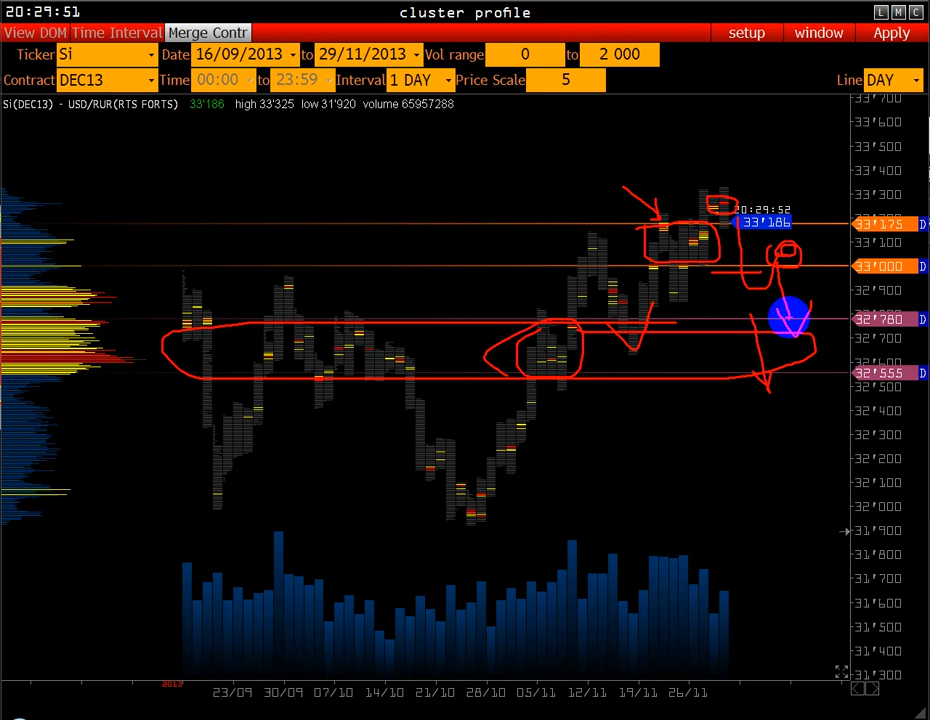 20:29:51 cluster profile L M C
View DOM Time Interval Merge Contr setup window Apply
Ticker Si Date 16/09/2013 to 29/11/2013 Vol range 0 to 2 000
Contract DEC13 Time 00:00 to 23:59 Interval 1 DAY Price Scale 5 Line DAY
Si(DEC13) - USD/RUR(RTS FORTS) 33'186 high 33'325 low 31'920 volume 65957288
33'700
33'600
33'500
33'400
33'300
20:29:52
33'186
33'175 D
33'100
33'000 D
32'900
32'780 D
32'700
32'600
32'555 D
32'500
32'400
32'300
32'200
32'100
32'000
31'900
31'800
31'700
31'600
31'500
31'400
31'300
2013
23/09 30/09 07/10 14/10 21/10 28/10 05/11 12/11 19/11 26/11